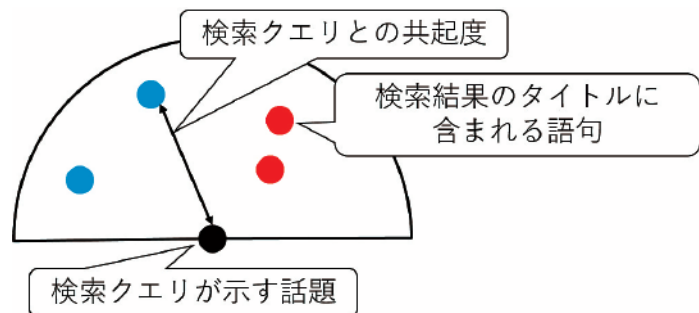 検索クエリとの共起度
検索結果のタイトルに
含まれる語句
検索クエリが示す話題